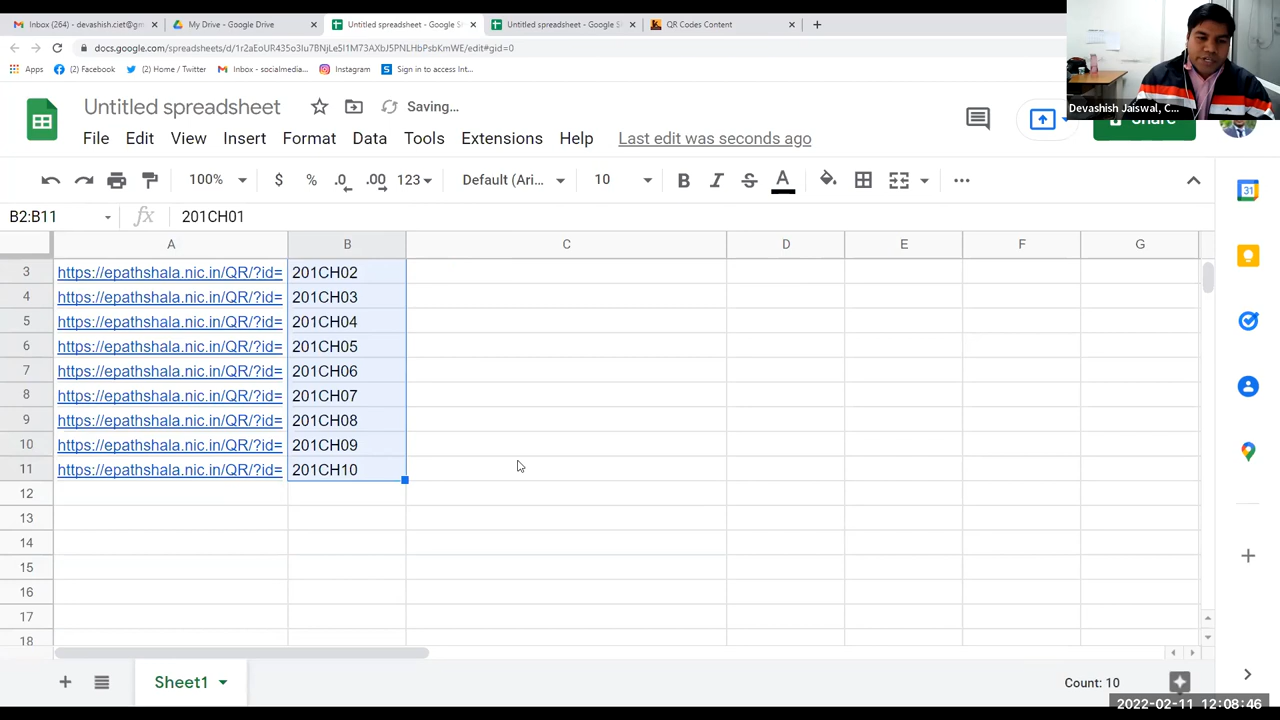 Inbox (264) - devashish.ciet@gm
My Drive - Google Drive
Untitled spreadsheet - Google S
Untitled spreadsheet - Google S
QR Codes Content
docs.google.com/spreadsheets/d/1r2aEoUR435o3Iu7BNjLe5I1M73AXbJ5PNLHbPsbKmWE/edit#gid=0
Apps
(2) Facebook
(2) Home / Twitter
Inbox - socialmedia...
Instagram
Sign in to access Int...
Devashish Jaiswal, C...
Untitled spreadsheet
Saving...
Share
File Edit View Insert Format Data Tools Extensions Help Last edit was seconds ago
100% $ % .0 .00 123 Default (Ari... 10 B I S A
B2:B11 fx 201CH01
A B C D E F G
3 https://epathshala.nic.in/QR/?id= 201CH02
4 https://epathshala.nic.in/QR/?id= 201CH03
5 https://epathshala.nic.in/QR/?id= 201CH04
6 https://epathshala.nic.in/QR/?id= 201CH05
7 https://epathshala.nic.in/QR/?id= 201CH06
8 https://epathshala.nic.in/QR/?id= 201CH07
9 https://epathshala.nic.in/QR/?id= 201CH08
10 https://epathshala.nic.in/QR/?id= 201CH09
11 https://epathshala.nic.in/QR/?id= 201CH10
12
13
14
15
16
17
18
31
Sheet1
Count: 10
2022-02-11 12:08:46